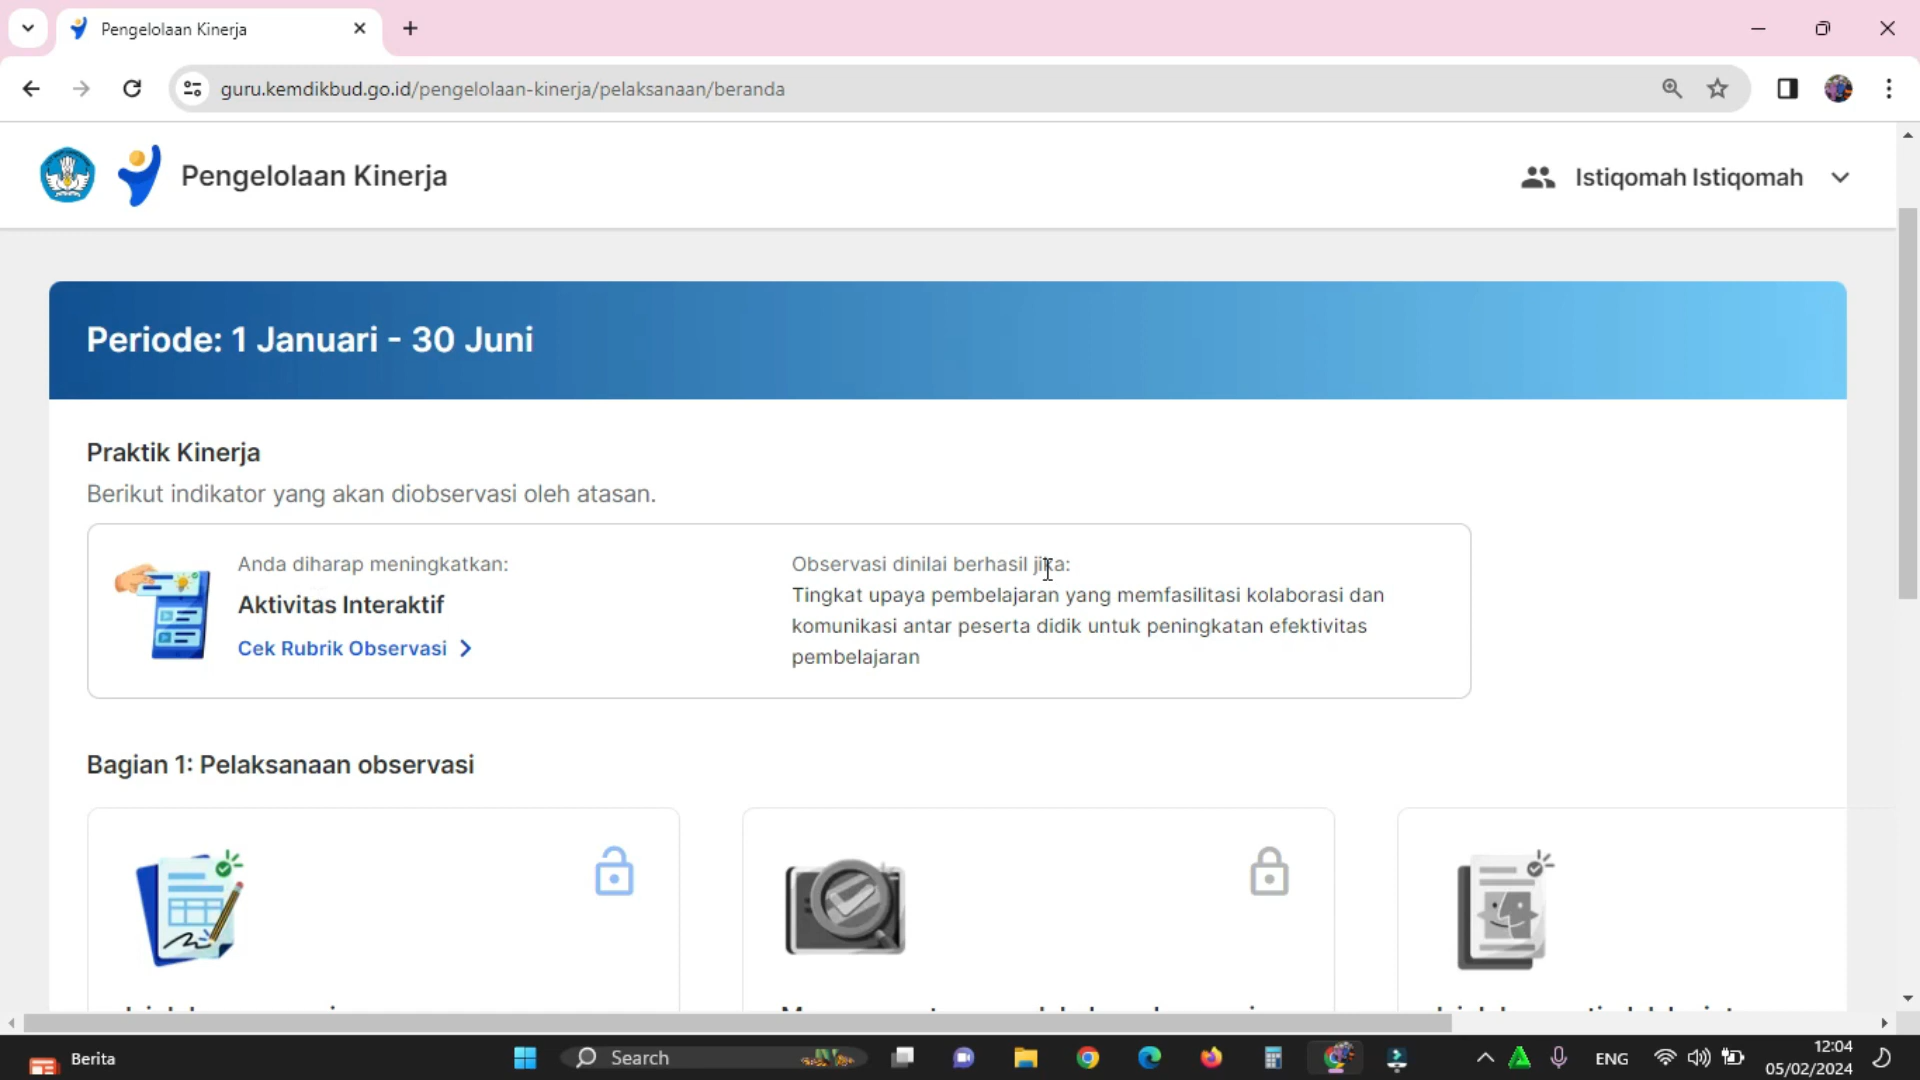 Pengelolaan Kinerja
guru.kemdikbud.go.id/pengelolaan-kinerja/pelaksanaan/beranda
Pengelolaan Kinerja
Istiqomah Istiqomah
Periode: 1 Januari - 30 Juni
Praktik Kinerja
Berikut indikator yang akan diobservasi oleh atasan.
Anda diharap meningkatkan:
Aktivitas Interaktif
Cek Rubrik Observasi
Observasi dinilai berhasil jika:
Tingkat upaya pembelajaran yang memfasilitasi kolaborasi dan
komunikasi antar peserta didik untuk peningkatan efektivitas
pembelajaran
Bagian 1: Pelaksanaan observasi
Berita
Search
ENG
12:04
05/02/2024